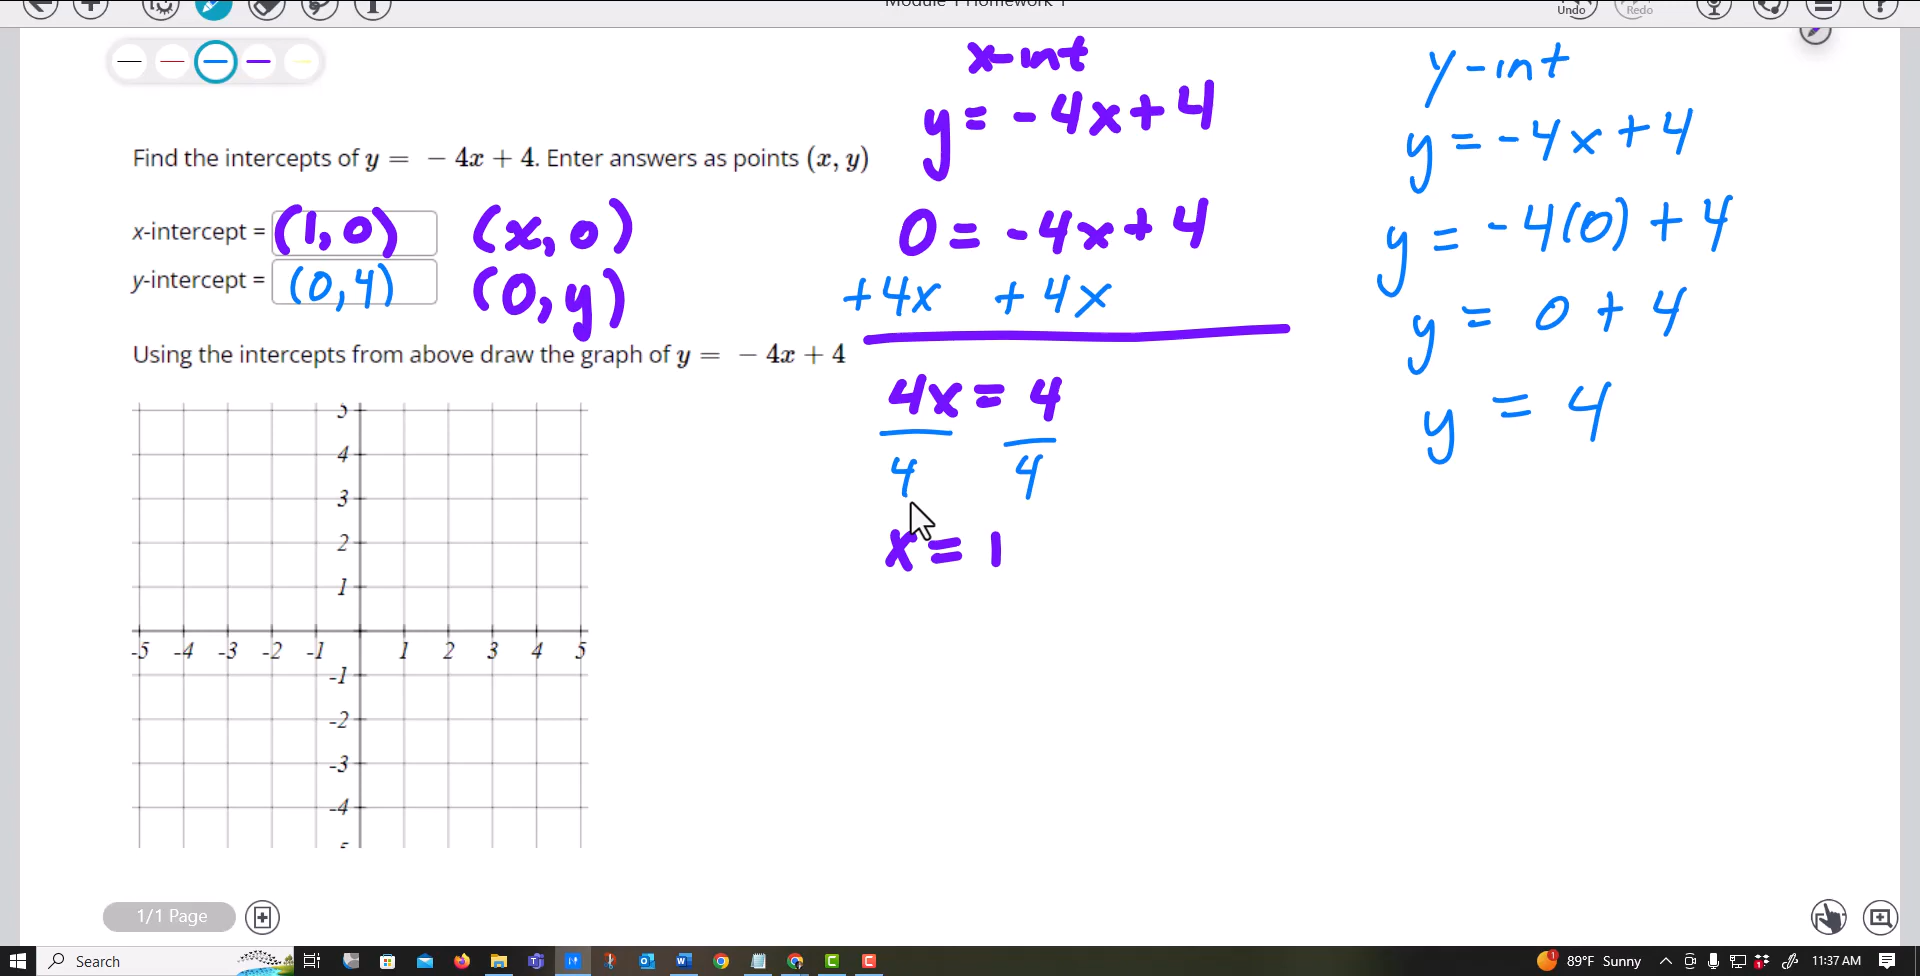 Undo
Redo
Find the intercepts of y = − 4x + 4. Enter answers as points (x, y)
x-intercept = (1, 0) (x, 0)
y-intercept = (0, 4) (0, y)
Using the intercepts from above draw the graph of y = − 4x + 4
4
3
2
1
-5 -4 -3 -2 -1 1 2 3 4 5
-1
-2
-3
-4
x-int
y = -4x + 4
0 = -4x + 4
+4x +4x
4x = 4
4 4
x = 1
y-int
y = -4x + 4
y = -4(0) + 4
y = 0 + 4
y = 4
1/1 Page
Search
89°F Sunny
11:37 AM